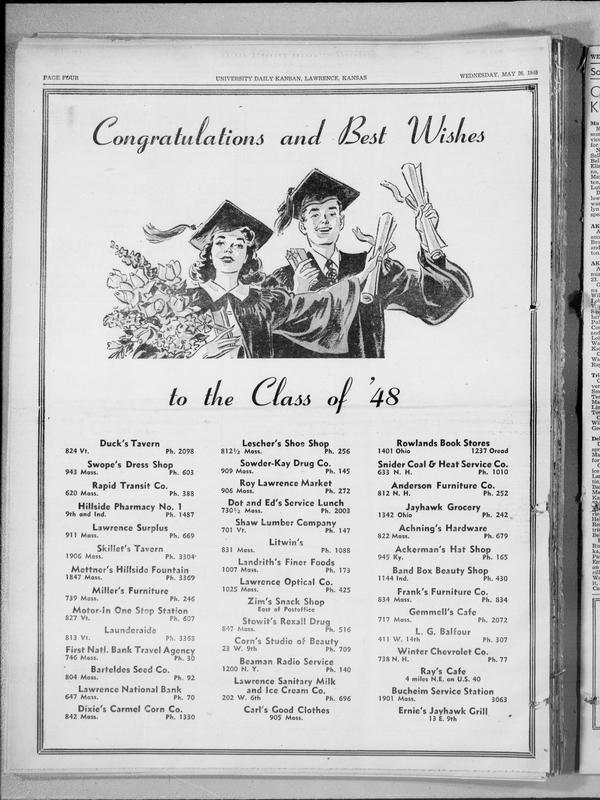 PAGE FOUR
UNIVERSITY DAILY KANSAN, LAWRENCE, KANSAS
WEDNESDAY, MAY 26, 1948
Congratulations and Best Wishes
to the Class of '48
Duck's Tavern
824 Vt. Ph. 2098
Swope's Dress Shop
943 Mass. Ph. 603
Rapid Transit Co.
620 Mass. Ph. 388
Hillside Pharmacy No. 1
9th and Ind. Ph. 1487
Lawrence Surplus
911 Mass. Ph. 669
Skillet's Tavern
1906 Mass. Ph. 3304
Mottner's Hillside Fountain
1847 Mass. Ph. 3369
Miller's Furniture
739 Mass. Ph. 246
Motor-in One Stop Station
827 Vt. Ph. 607
Launderaide
813 Vt. Ph. 3368
First Natl. Bank Travel Agency
746 Mass. Ph. 30
Barteldes Seed Co.
804 Mass. Ph. 92
Lawrence National Bank
647 Mass. Ph. 70
Dixie's Carmel Corn Co.
842 Mass. Ph. 1330
Lescher's Shoe Shop
812½ Mass. Ph. 256
Sowder-Kay Drug Co.
909 Mass. Ph. 145
Roy Lawrence Market
906 Mass. Ph. 272
Dot and Ed's Service Lunch
730½ Mass. Ph. 2003
Shaw Lumber Company
701 Vt. Ph. 147
Litwin's
831 Mass. Ph. 1088
Landrith's Finer Foods
1007 Mass. Ph. 173
Lawrence Optical Co.
1025 Mass. Ph. 425
Zim's Snack Shop
East of Postoffice
Stowit's Rexall Drug
847 Mass. Ph. 516
Corn's Studio of Beauty
23 W. 9th Ph. 709
Beaman Radio Service
1200 N. Y. Ph. 140
Lawrence Sanitary Milk
and Ice Cream Co.
202 W. 6th Ph. 696
Carl's Good Clothes
905 Mass.
Rowlands Book Stores
1401 Ohio 1237 Oread
Snider Coal & Heat Service Co.
633 N. H. Ph. 1010
Anderson Furniture Co.
812 N. H. Ph. 252
Jayhawk Grocery
1342 Ohio Ph. 242
Achning's Hardware
822 Mass. Ph. 679
Ackerman's Hat Shop
945 Ky. Ph. 165
Band Box Beauty Shop
1144 Ind. Ph. 430
Frank's Furniture Co.
834 Mass. Ph. 834
Gemmell's Cafe
717 Mass. Ph. 2072
L. G. Balfour
411 W. 14th Ph. 307
Winter Chevrolet Co.
738 N. H. Ph. 77
Ray's Cafe
4 miles N.E. on U.S. 40
Bucheim Service Station
1901 Mass. 3063
Ernie's Jayhawk Grill
13 E. 9th